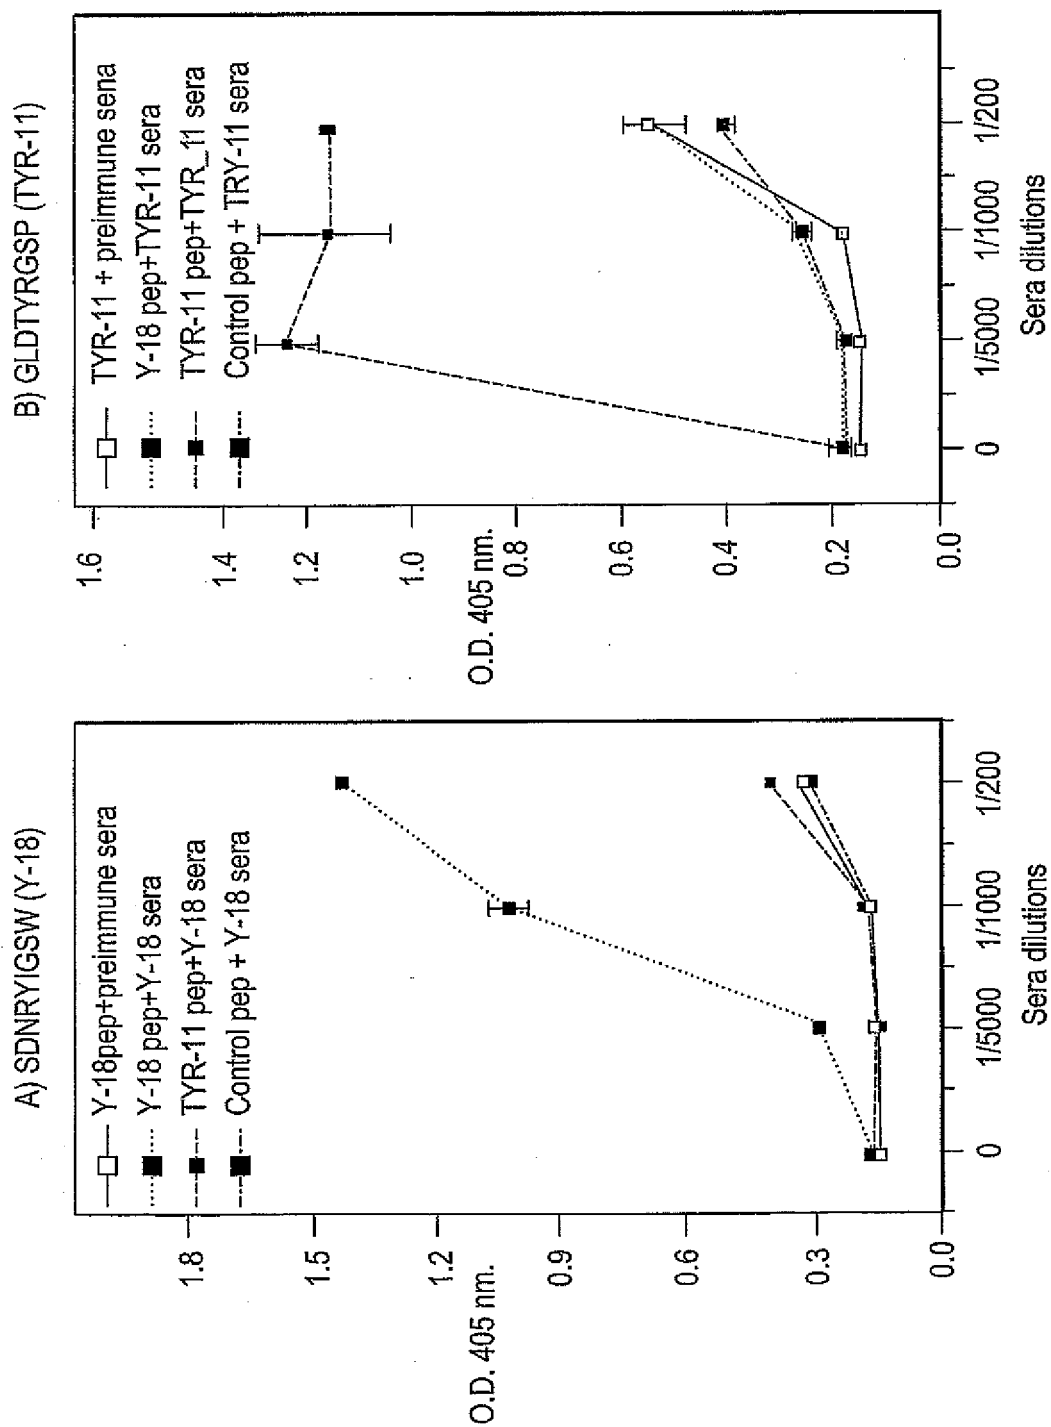 A) SDNRYIGSW (Y-18)
Y-18pep+preimmune sera
Y-18 pep+Y-18 sera
TYR-11 pep+Y-18 sera
Control pep + Y-18 sera
O.D. 405 nm.
1.8
1.5
1.2
0.9
0.6
0.3
0.0
0 1/5000 1/1000 1/200
Sera dilutions
B) GLDTYRGSP (TYR-11)
TYR-11 + preimmune sena
Y-18 pep+TYR-11 sera
TYR-11 pep+TYR_11 sera
Control pep + TRY-11 sera
O.D. 405 nm.
1.6
1.4
1.2
1.0
0.8
0.6
0.4
0.2
0.0
0 1/5000 1/1000 1/200
Sera dilutions